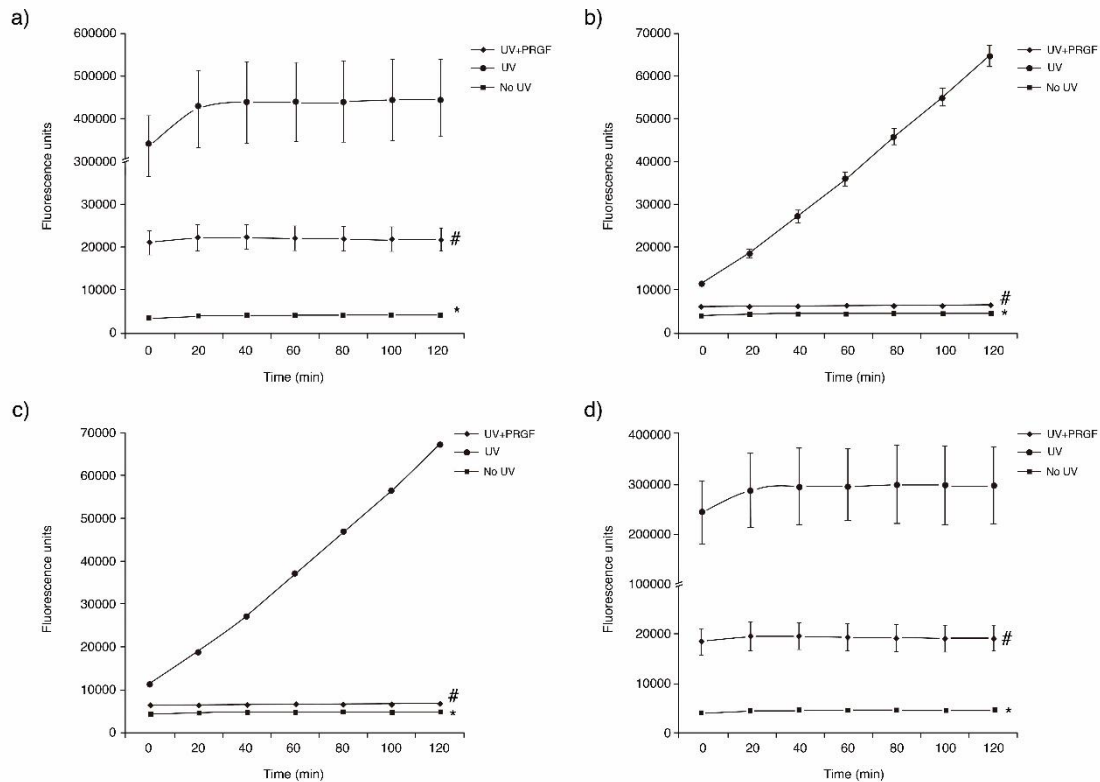 a)
Fluorescence units
600000
500000
400000
300000
30000
20000
10000
0
0 20 40 60 80 100 120
Time (min)
UV+PRGF
UV
No UV
#
*
b)
Fluorescence units
70000
60000
50000
40000
30000
20000
10000
0
0 20 40 60 80 100 120
Time (min)
UV+PRGF
UV
No UV
#
*
c)
Fluorescence units
70000
60000
50000
40000
30000
20000
10000
0
0 20 40 60 80 100 120
Time (min)
UV+PRGF
UV
No UV
#
*
d)
Fluorescence units
400000
300000
200000
100000
20000
10000
0
0 20 40 60 80 100 120
Time (min)
UV+PRGF
UV
No UV
#
*